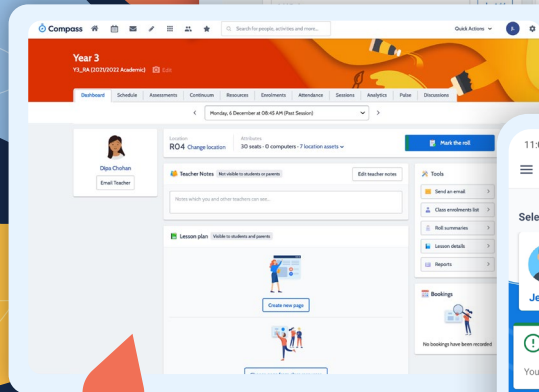 Compass
Search for people, activities and more...
Quick Actions
Year 3
Y3_RA (2021/2022 Academic) Edit
Dashboard Schedule Assessments Continuum Resources Enrolments Attendance Sessions Analytics Pulse Discussions
Monday, 6 December at 08:45 AM (Past Session)
Dipa Chohan
Email Teacher
Location
R04 Change location
Attributes
30 seats - 0 computers - 7 location assets
Mark the roll
Teacher Notes Not visible to students or parents
Edit teacher notes
Notes which you and other teachers can see...
Lesson plan Visible to students and parents
Create new page
Tools
Send an email
Class enrolments list
Roll summaries
Lesson details
Reports
Bookings
No bookings have been recorded
11:
Sele
Je
You